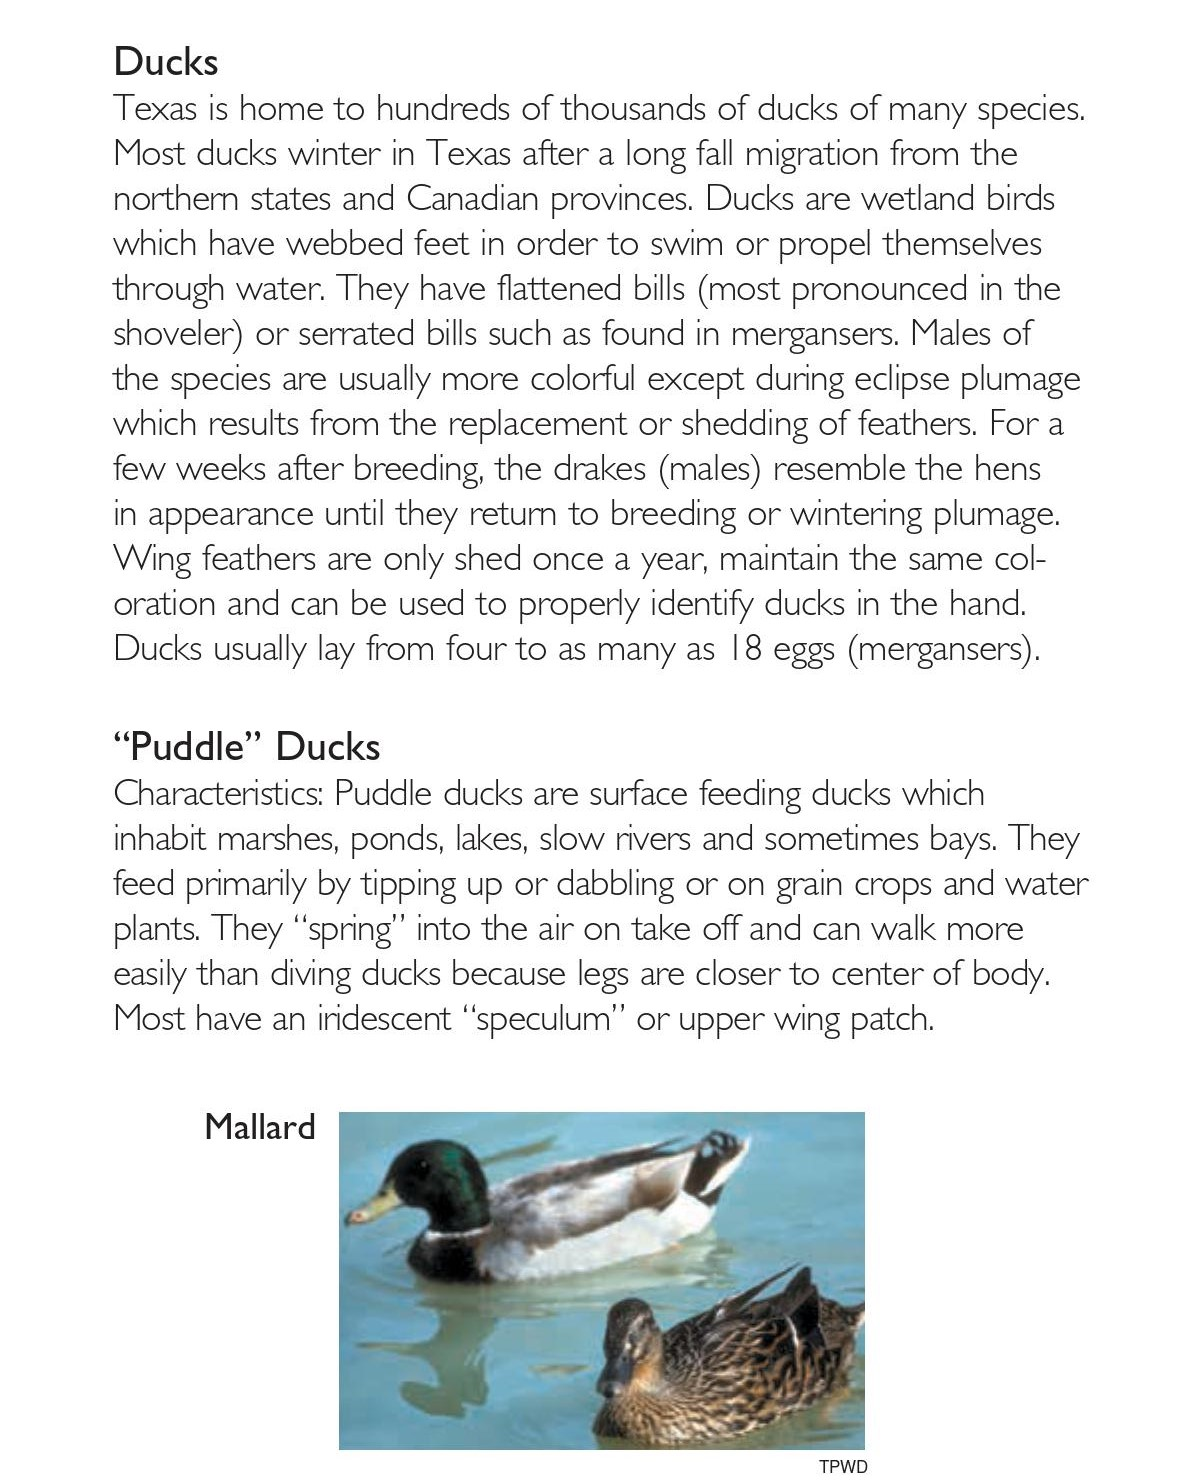 Ducks
Texas is home to hundreds of thousands of ducks of many species.
Most ducks winter in Texas after a long fall migration from the
northern states and Canadian provinces. Ducks are wetland birds
which have webbed feet in order to swim or propel themselves
through water. They have flattened bills (most pronounced in the
shoveler) or serrated bills such as found in mergansers. Males of
the species are usually more colorful except during eclipse plumage
which results from the replacement or shedding of feathers. For a
few weeks after breeding, the drakes (males) resemble the hens
in appearance until they return to breeding or wintering plumage.
Wing feathers are only shed once a year, maintain the same col-
oration and can be used to properly identify ducks in the hand.
Ducks usually lay from four to as many as 18 eggs (mergansers).
“Puddle” Ducks
Characteristics: Puddle ducks are surface feeding ducks which
inhabit marshes, ponds, lakes, slow rivers and sometimes bays. They
feed primarily by tipping up or dabbling or on grain crops and water
plants. They “spring” into the air on take off and can walk more
easily than diving ducks because legs are closer to center of body.
Most have an iridescent “speculum” or upper wing patch.
Mallard
TPWD